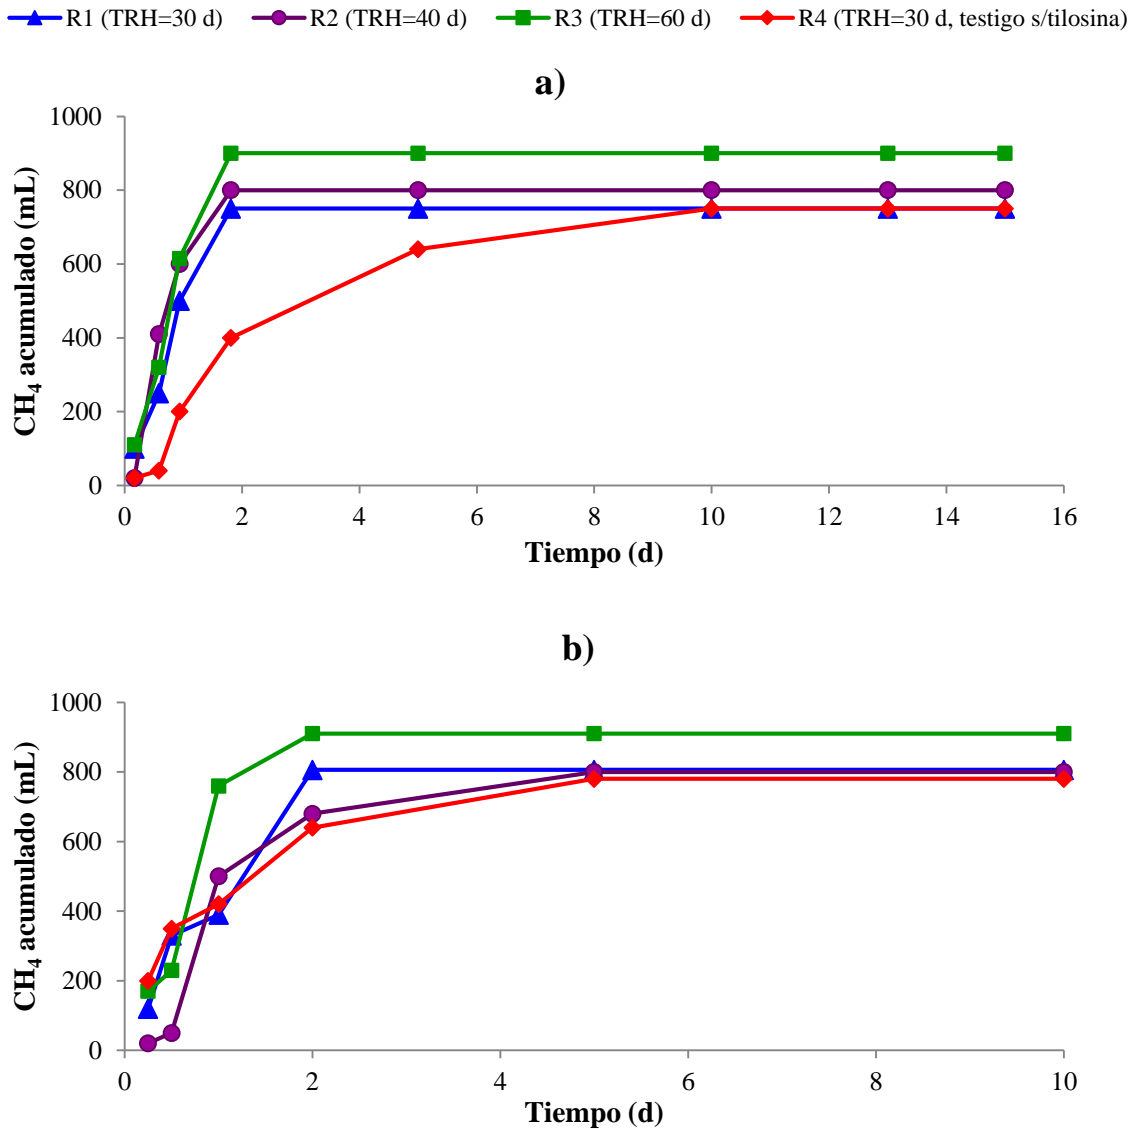 R1 (TRH=30 d) R2 (TRH=40 d) R3 (TRH=60 d) R4 (TRH=30 d, testigo s/tilosina)
a)
CH4 acumulado (mL)
1000
800
600
400
200
0
0 2 4 6 8 10 12 14 16
Tiempo (d)
b)
CH4 acumulado (mL)
1000
800
600
400
200
0
0 2 4 6 8 10
Tiempo (d)